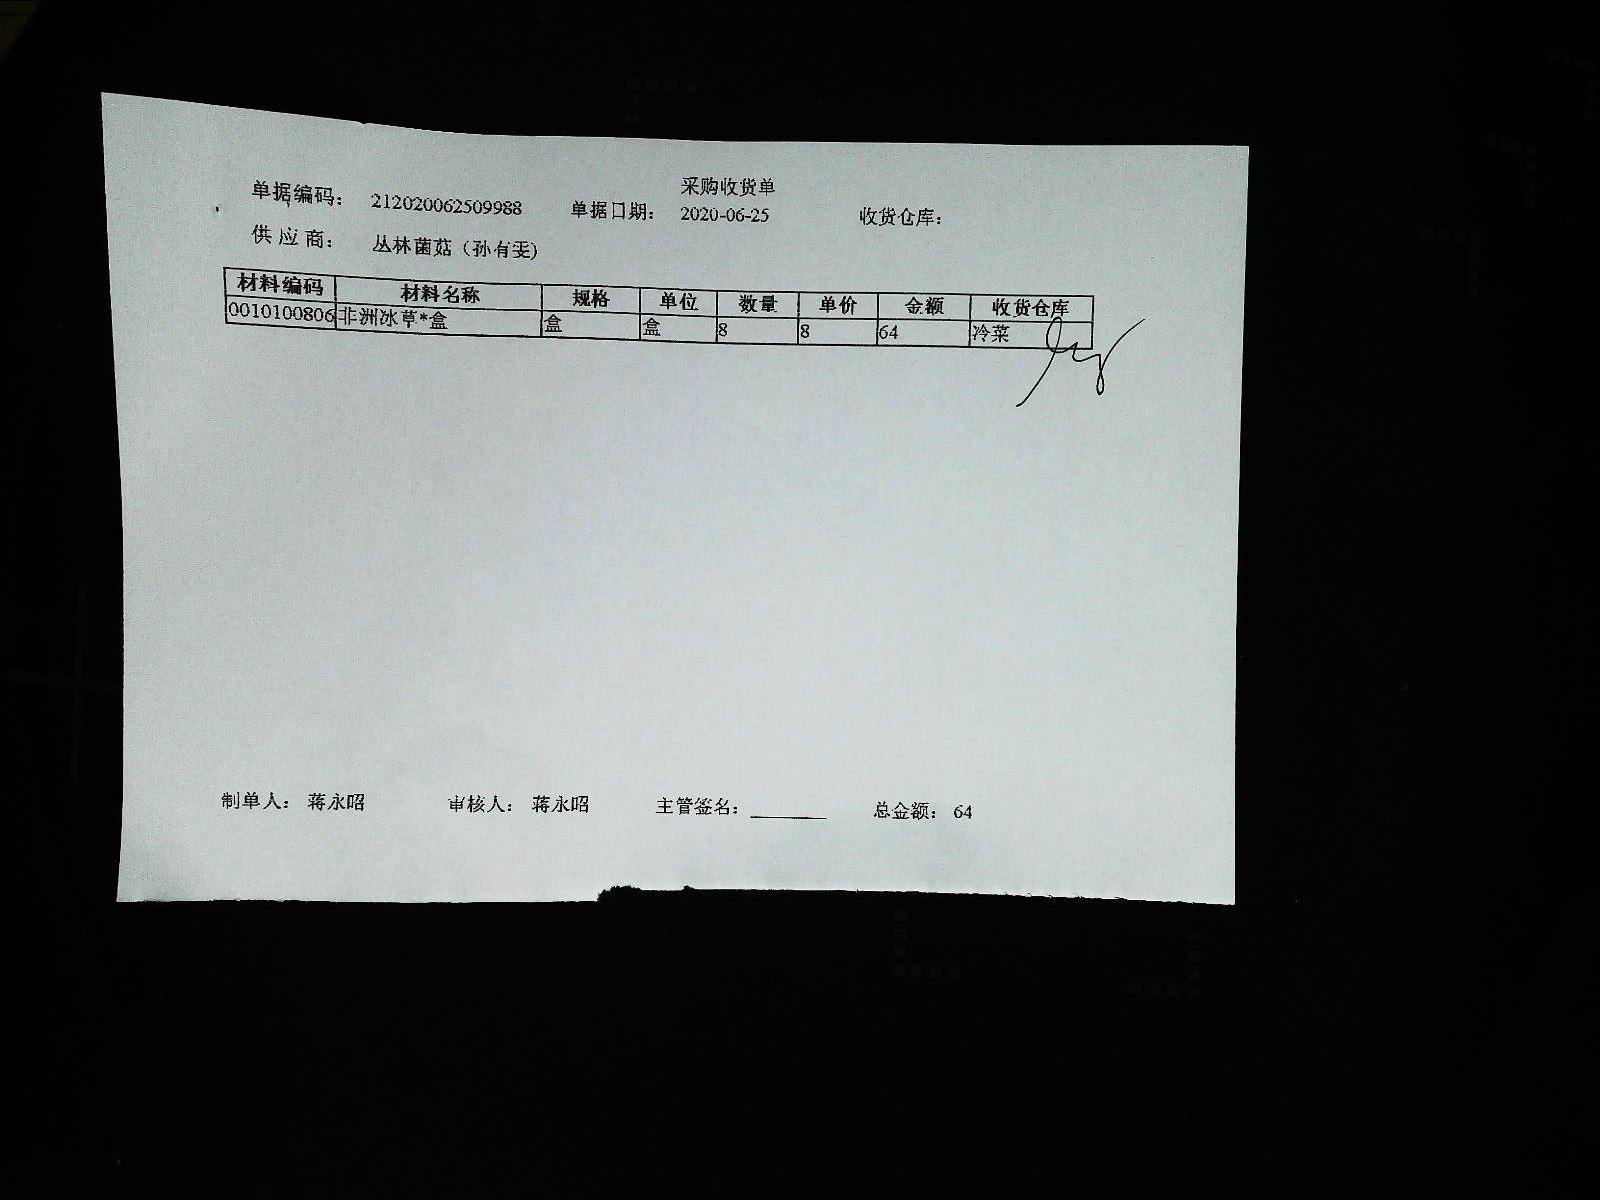 采购收货单
单据编码： 212020062509988 单据日期： 2020-06-25 收货仓库：
供应商： 丛林菌菇（孙有雯）
材料编码 材料名称 规格 单位 数量 单价 金额 收货仓库
0010100806 非洲冰草*盒 盒 盒 8 8 64 冷菜
制单人： 蒋永昭 审核人： 蒋永昭 主管签名： 总金额： 64